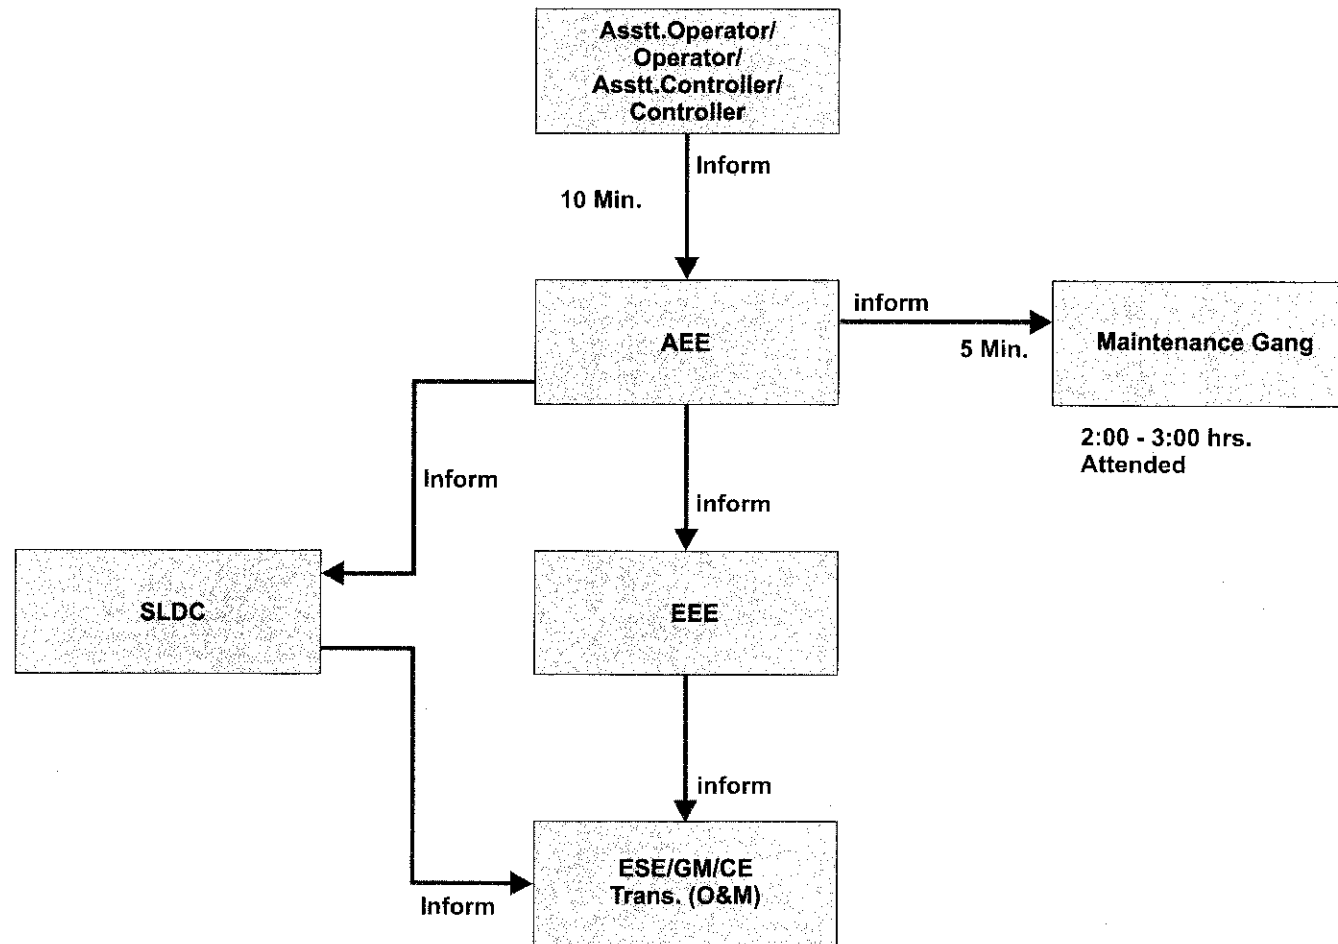 Asstt.Operator/
Operator/
Asstt.Controller/
Controller
Inform
10 Min.
AEE
inform
5 Min.
Maintenance Gang
2:00 - 3:00 hrs.
Attended
Inform
inform
SLDC
EEE
inform
ESE/GM/CE
Trans. (O&M)
Inform